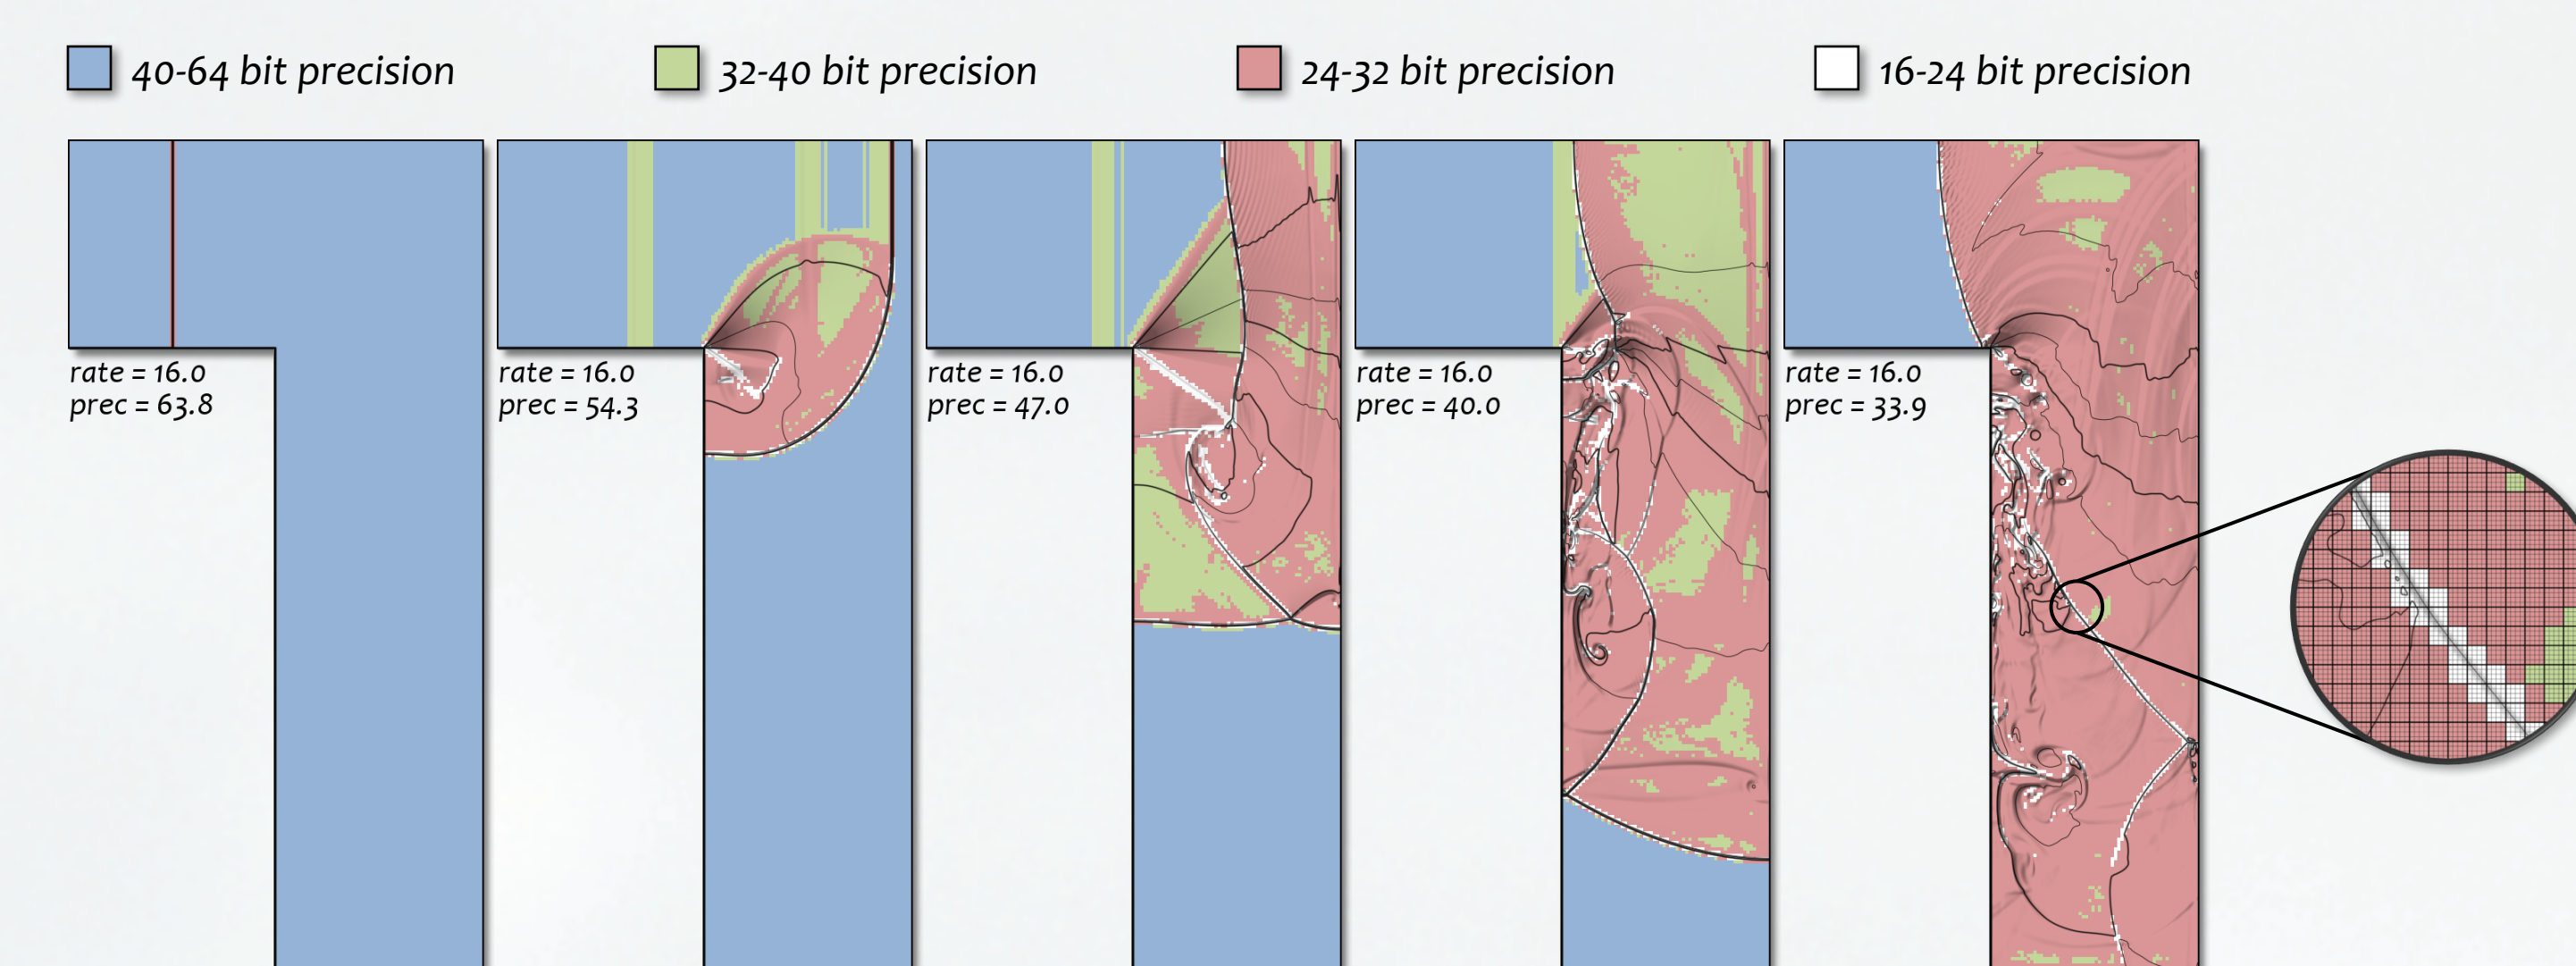 40-64 bit precision
32-40 bit precision
24-32 bit precision
16-24 bit precision
rate = 16.0
prec = 63.8
rate = 16.0
prec = 54.3
rate = 16.0
prec = 47.0
rate = 16.0
prec = 40.0
rate = 16.0
prec = 33.9